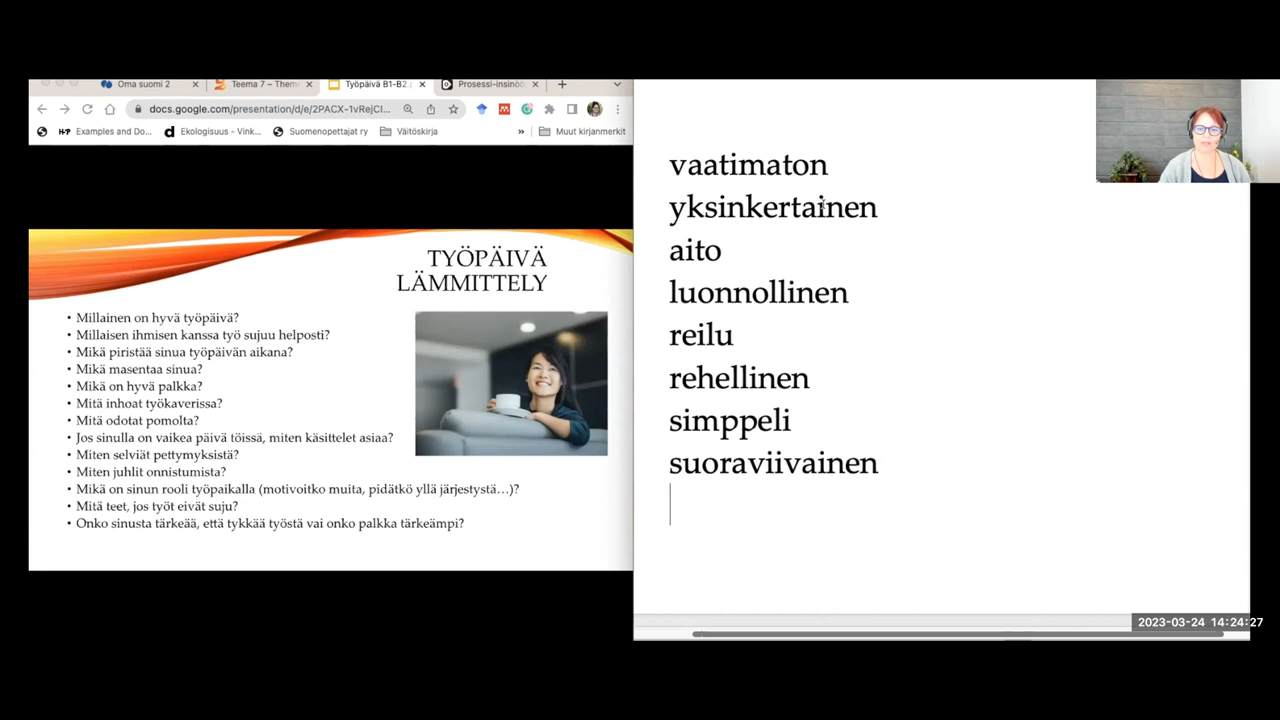 Oma suomi 2
Teema 7 – Them
Työpäivä B1-B2
Prosessi-insinöö
docs.google.com/presentation/d/e/2PACX-1vRejCI...
Examples and Do...
Ekologisuus - Vink...
Suomenopettajat ry
Väitöskirja
»
Muut kirjanmerkit
TYÖPÄIVÄ
LÄMMITTELY
• Millainen on hyvä työpäivä?
• Millaisen ihmisen kanssa työ sujuu helposti?
• Mikä piristää sinua työpäivän aikana?
• Mikä masentaa sinua?
• Mikä on hyvä palkka?
• Mitä inhoat työkaverissa?
• Mitä odotat pomolta?
• Jos sinulla on vaikea päivä töissä, miten käsittelet asiaa?
• Miten selviät pettymyksistä?
• Miten juhlit onnistumista?
• Mikä on sinun rooli työpaikalla (motivoitko muita, pidätkö yllä järjestystä…)?
• Mitä teet, jos työt eivät suju?
• Onko sinusta tärkeää, että tykkää työstä vai onko palkka tärkeämpi?
vaatimaton
yksinkertainen
aito
luonnollinen
reilu
rehellinen
simppeli
suoraviivainen
2023-03-24 14:24:27